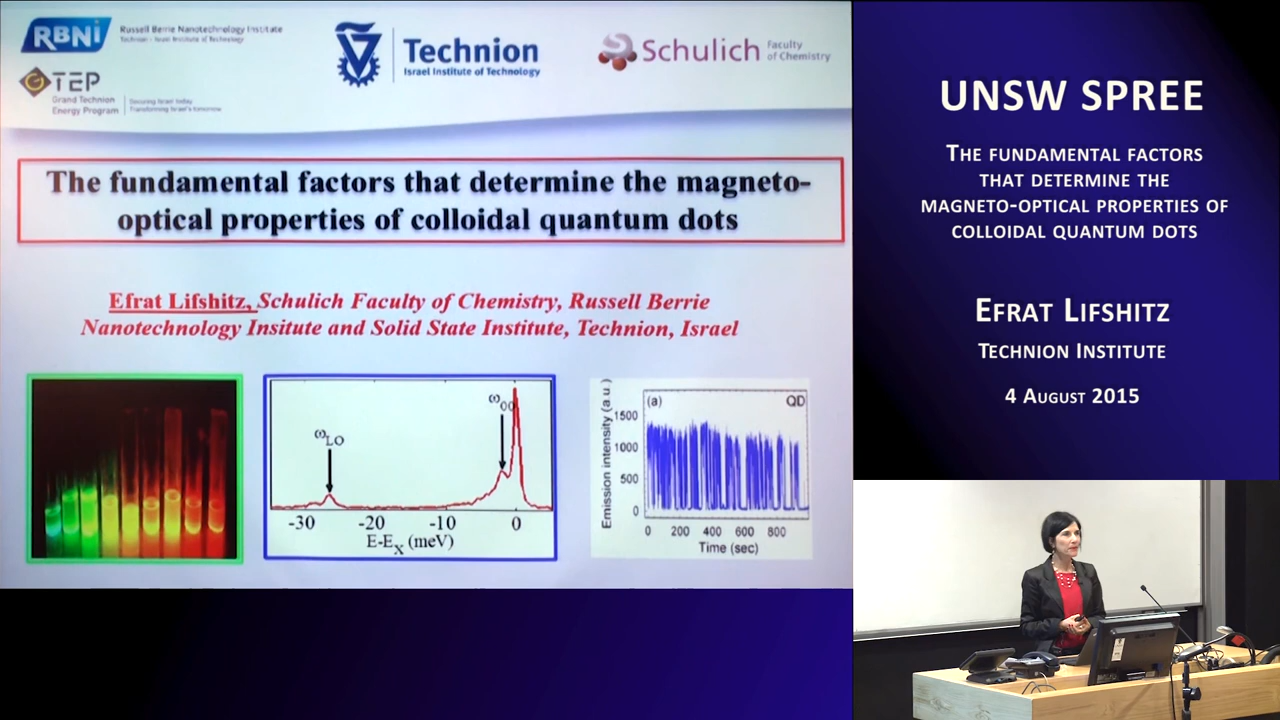 RBNI
Russell Berrie Nanotechnology Institute
Technion - Israel Institute of Technology
TEP
Grand Technion
Energy Program
Securing Israel today
Transforming Israel's tomorrow
Technion
Israel Institute of Technology
Schulich
Faculty
of Chemistry
The fundamental factors that determine the magneto-
optical properties of colloidal quantum dots
Efrat Lifshitz, Schulich Faculty of Chemistry, Russell Berrie
Nanotechnology Insitute and Solid State Institute, Technion, Israel
ωLO
-30 -20 -10 0
E-EX (meV)
(a) QD
Emission intensity (a.u.)
1500
1000
500
0
0 200 400 600 800
Time (sec)
UNSW SPREE
The fundamental factors
that determine the
magneto-optical properties of
colloidal quantum dots
Efrat Lifshitz
Technion Institute
4 August 2015